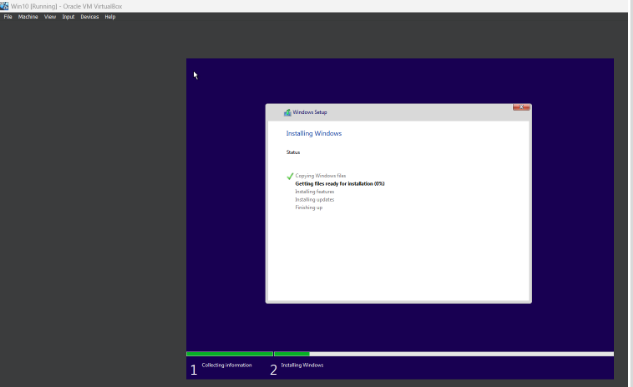 Win10 [Running] - Oracle VM VirtualBox
File Machine View Input Devices Help
Windows Setup
Installing Windows
Status
Copying Windows files
Getting files ready for installation (0%)
Installing features
Installing updates
Finishing up
1 Collecting information
2 Installing Windows